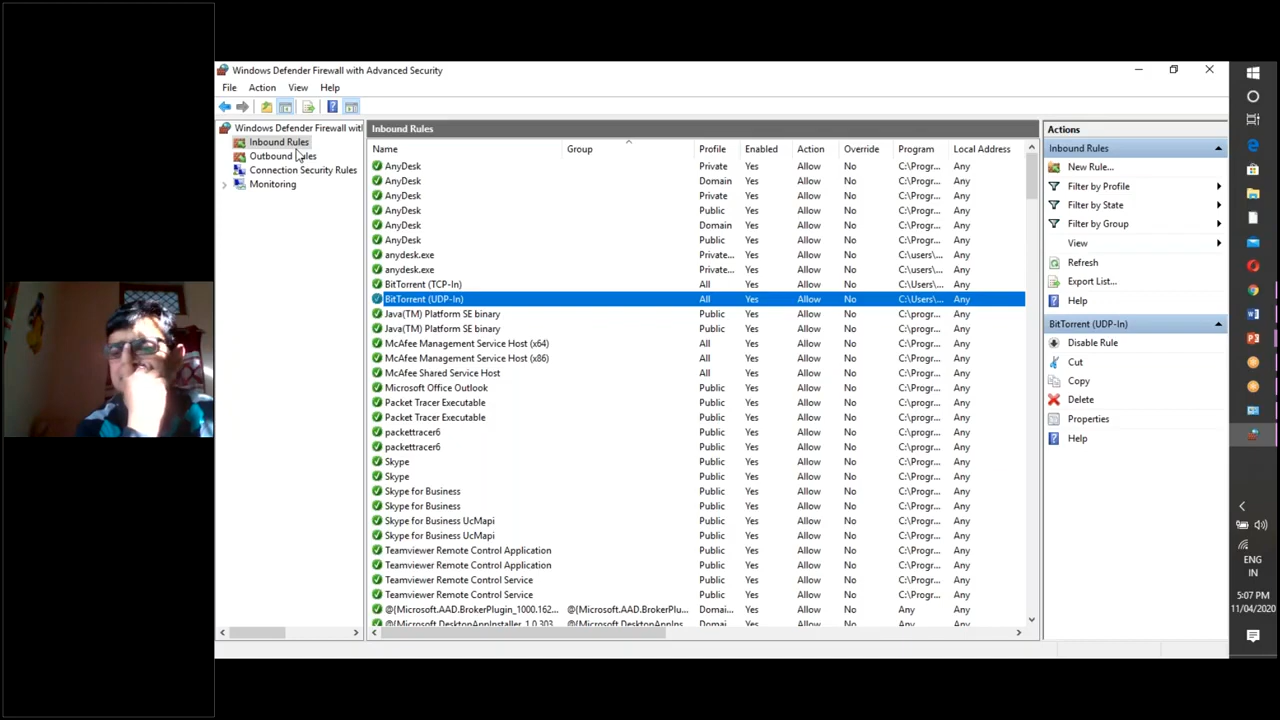 Windows Defender Firewall with Advanced Security
File Action View Help
Windows Defender Firewall wit
Inbound Rules
Outbound Rules
Connection Security Rules
Monitoring
Inbound Rules
Name Group Profile Enabled Action Override Program Local Address
AnyDesk Private Yes Allow No C:\Progr... Any
AnyDesk Domain Yes Allow No C:\Progr... Any
AnyDesk Private Yes Allow No C:\Progr... Any
AnyDesk Public Yes Allow No C:\Progr... Any
AnyDesk Domain Yes Allow No C:\Progr... Any
AnyDesk Public Yes Allow No C:\Progr... Any
anydesk.exe Private... Yes Allow No C:\users\... Any
anydesk.exe Private... Yes Allow No C:\users\... Any
BitTorrent (TCP-In) All Yes Allow No C:\Users\... Any
BitTorrent (UDP-In) All Yes Allow No C:\Users\... Any
Java(TM) Platform SE binary Public Yes Allow No C:\progr... Any
Java(TM) Platform SE binary Public Yes Allow No C:\progr... Any
McAfee Management Service Host (x64) All Yes Allow No C:\Progr... Any
McAfee Management Service Host (x86) All Yes Allow No C:\Progr... Any
McAfee Shared Service Host All Yes Allow No C:\Progr... Any
Microsoft Office Outlook Public Yes Allow No C:\Progr... Any
Packet Tracer Executable Public Yes Allow No C:\progr... Any
Packet Tracer Executable Public Yes Allow No C:\progr... Any
packettracer6 Public Yes Allow No C:\progr... Any
packettracer6 Public Yes Allow No C:\progr... Any
Skype Public Yes Allow No C:\Progr... Any
Skype Public Yes Allow No C:\Progr... Any
Skype for Business Public Yes Allow No C:\Progr... Any
Skype for Business Public Yes Allow No C:\Progr... Any
Skype for Business UcMapi Public Yes Allow No C:\Progr... Any
Skype for Business UcMapi Public Yes Allow No C:\Progr... Any
Teamviewer Remote Control Application Public Yes Allow No C:\Progr... Any
Teamviewer Remote Control Application Public Yes Allow No C:\Progr... Any
Teamviewer Remote Control Service Public Yes Allow No C:\Progr... Any
Teamviewer Remote Control Service Public Yes Allow No C:\Progr... Any
@{Microsoft.AAD.BrokerPlugin_1000.162... @{Microsoft.AAD.BrokerPlu... Domai... Yes Allow No Any Any
@{Microsoft.DesktopAppInstaller_1.0.303... @{Microsoft.DesktopAppIns... Domai... Yes Allow No Any Any
Actions
Inbound Rules
New Rule...
Filter by Profile
Filter by State
Filter by Group
View
Refresh
Export List...
Help
BitTorrent (UDP-In)
Disable Rule
Cut
Copy
Delete
Properties
Help
ENG
IN
5:07 PM
11/04/2020